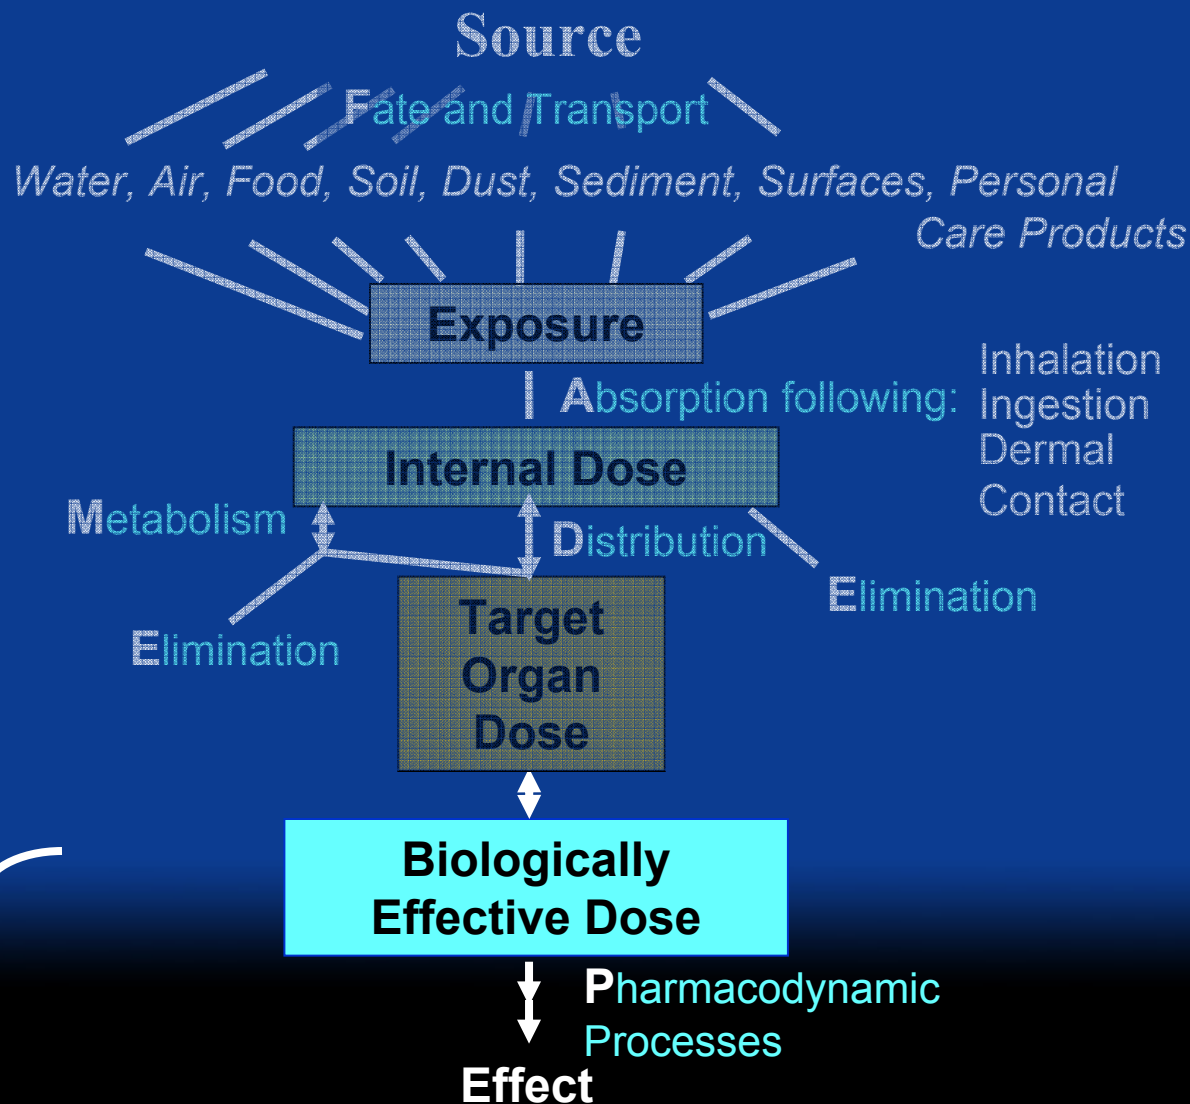 Source
Fate and Transport
Water, Air, Food, Soil, Dust, Sediment, Surfaces, Personal
Care Products
Exposure
Absorption following:
Inhalation
Ingestion
Dermal
Contact
Internal Dose
Metabolism
Distribution
Elimination
Elimination
Target
Organ
Dose
Biologically
Effective Dose
Pharmacodynamic
Processes
Effect